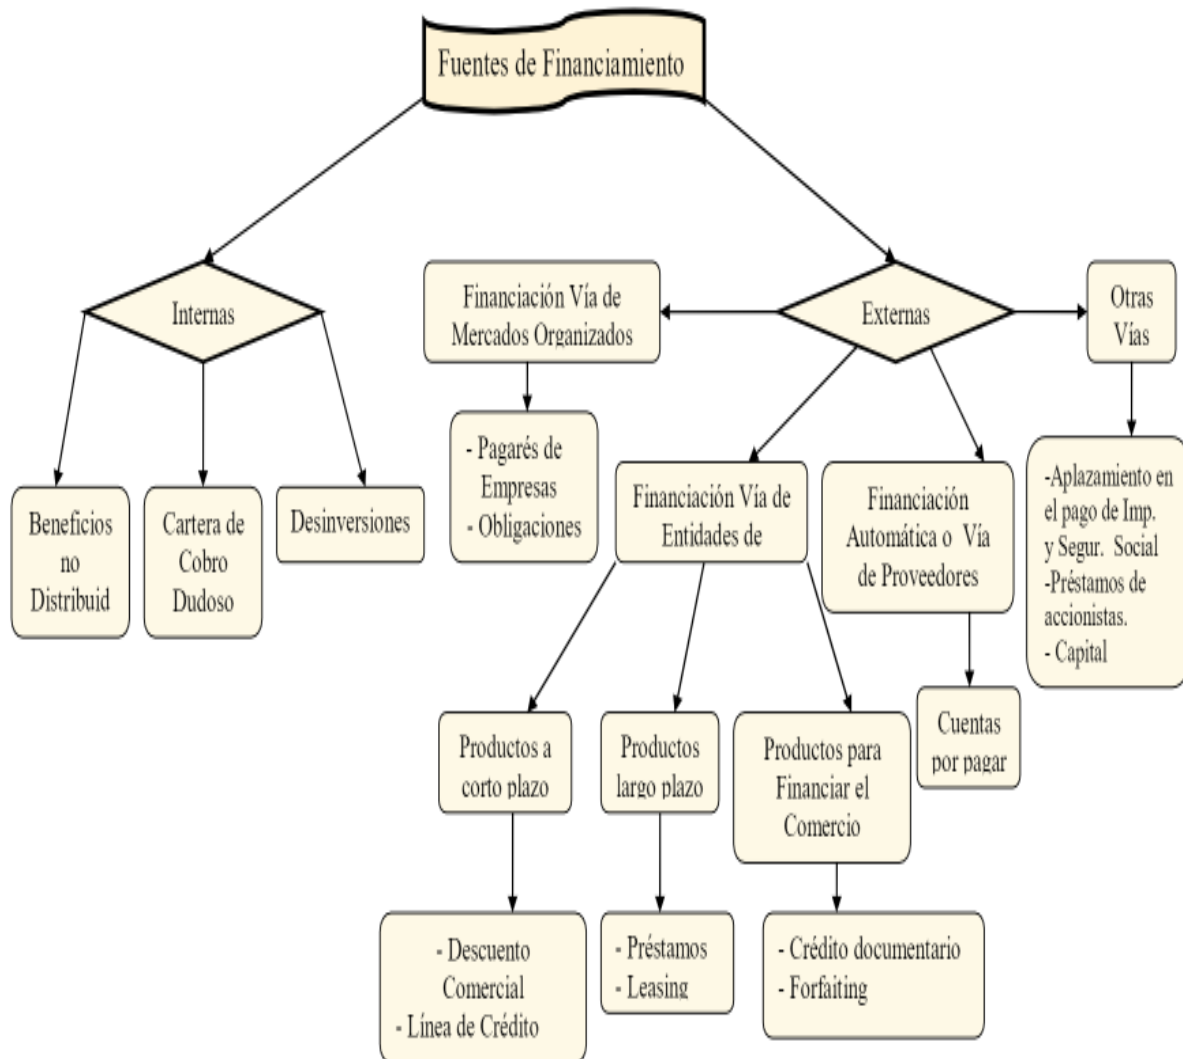 Fuentes de Financiamiento
Internas
Financiación Vía de
Mercados Organizados
Externas
Otras
Vías
Beneficios
no
Distribuid
Cartera de
Cobro
Dudoso
Desinversiones
- Pagarés de
Empresas
- Obligaciones
Financiación Vía de
Entidades de
Financiación
Automática o Vía
de Proveedores
-Aplazamiento en
el pago de Imp.
y Segur. Social
-Préstamos de
accionistas.
- Capital
Productos a
corto plazo
Productos
largo plazo
Productos para
Financiar el
Comercio
Cuentas
por pagar
- Descuento
Comercial
- Línea de Crédito
- Préstamos
- Leasing
- Crédito documentario
- Forfaiting